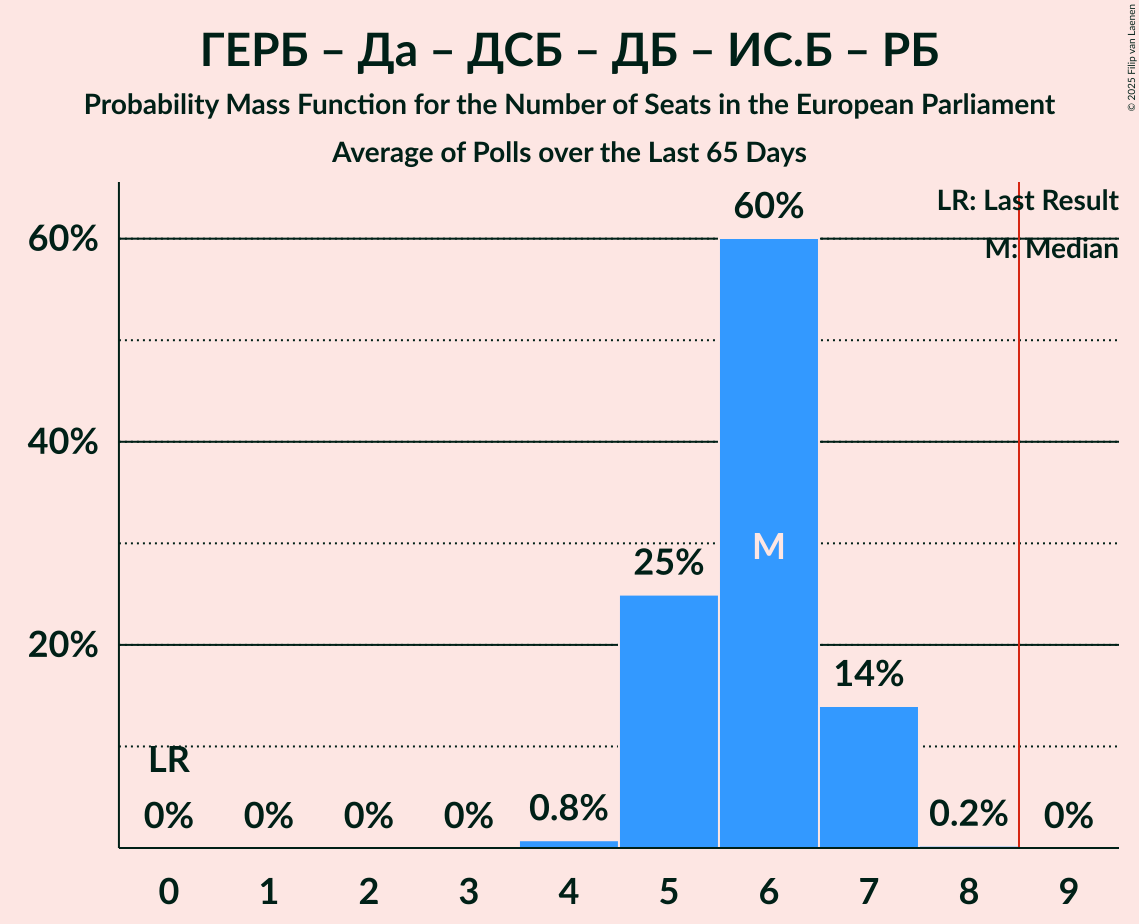 ГЕРБ – Да – ДСБ – ДБ – ИС.Б – РБ
Probability Mass Function for the Number of Seats in the European Parliament
Average of Polls over the Last 65 Days
© 2025 Filip van Laenen
LR: Last Result
M: Median
60%
40%
20%
LR
0%
0%
0%
0%
0.8%
25%
60%
M
14%
0.2%
0%
0 1 2 3 4 5 6 7 8 9